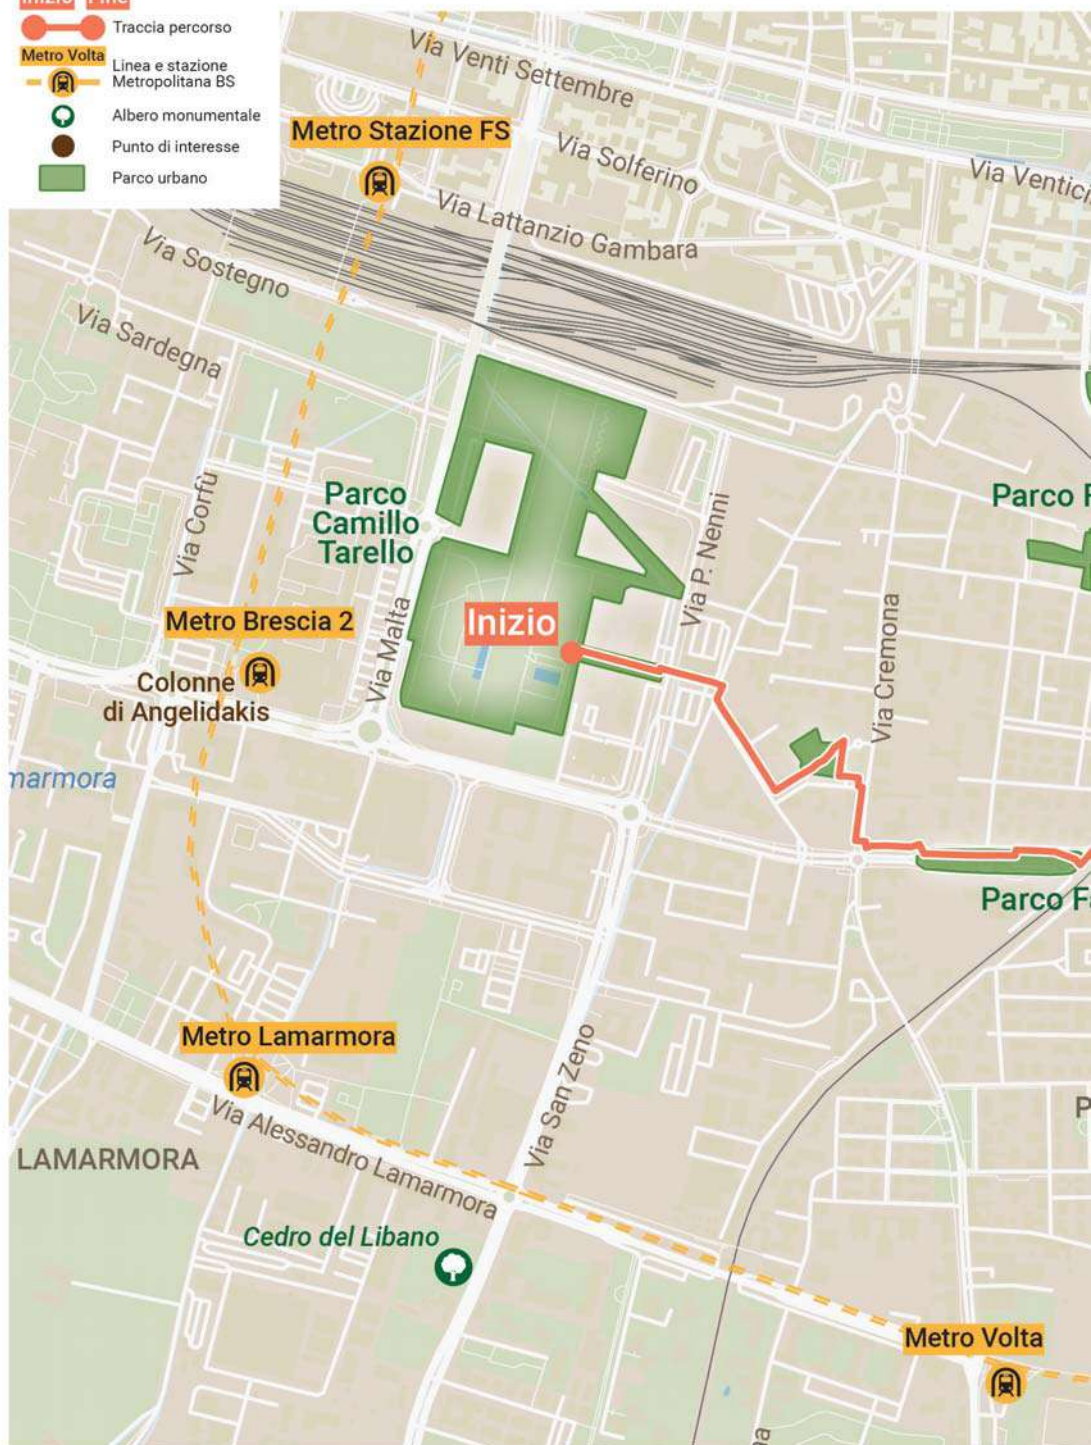 Inizio Fine
Traccia percorso
Metro Volta
Linea e stazione
Metropolitana BS
Albero monumentale
Punto di interesse
Parco urbano
Via Venti Settembre
Metro Stazione FS
Via Solferino
Via Lattanzio Gambara
Via Sostegno
Via Sardegna
Parco
Camillo
Tarello
Via Corfù
Via P. Nenni
Inizio
Metro Brescia 2
Via Malta
Via Cremona
Colonne
di Angelidakis
marmora
Metro Lamarmora
Via San Zeno
Via Alessandro Lamarmora
LAMARMORA
Cedro del Libano
Metro Volta